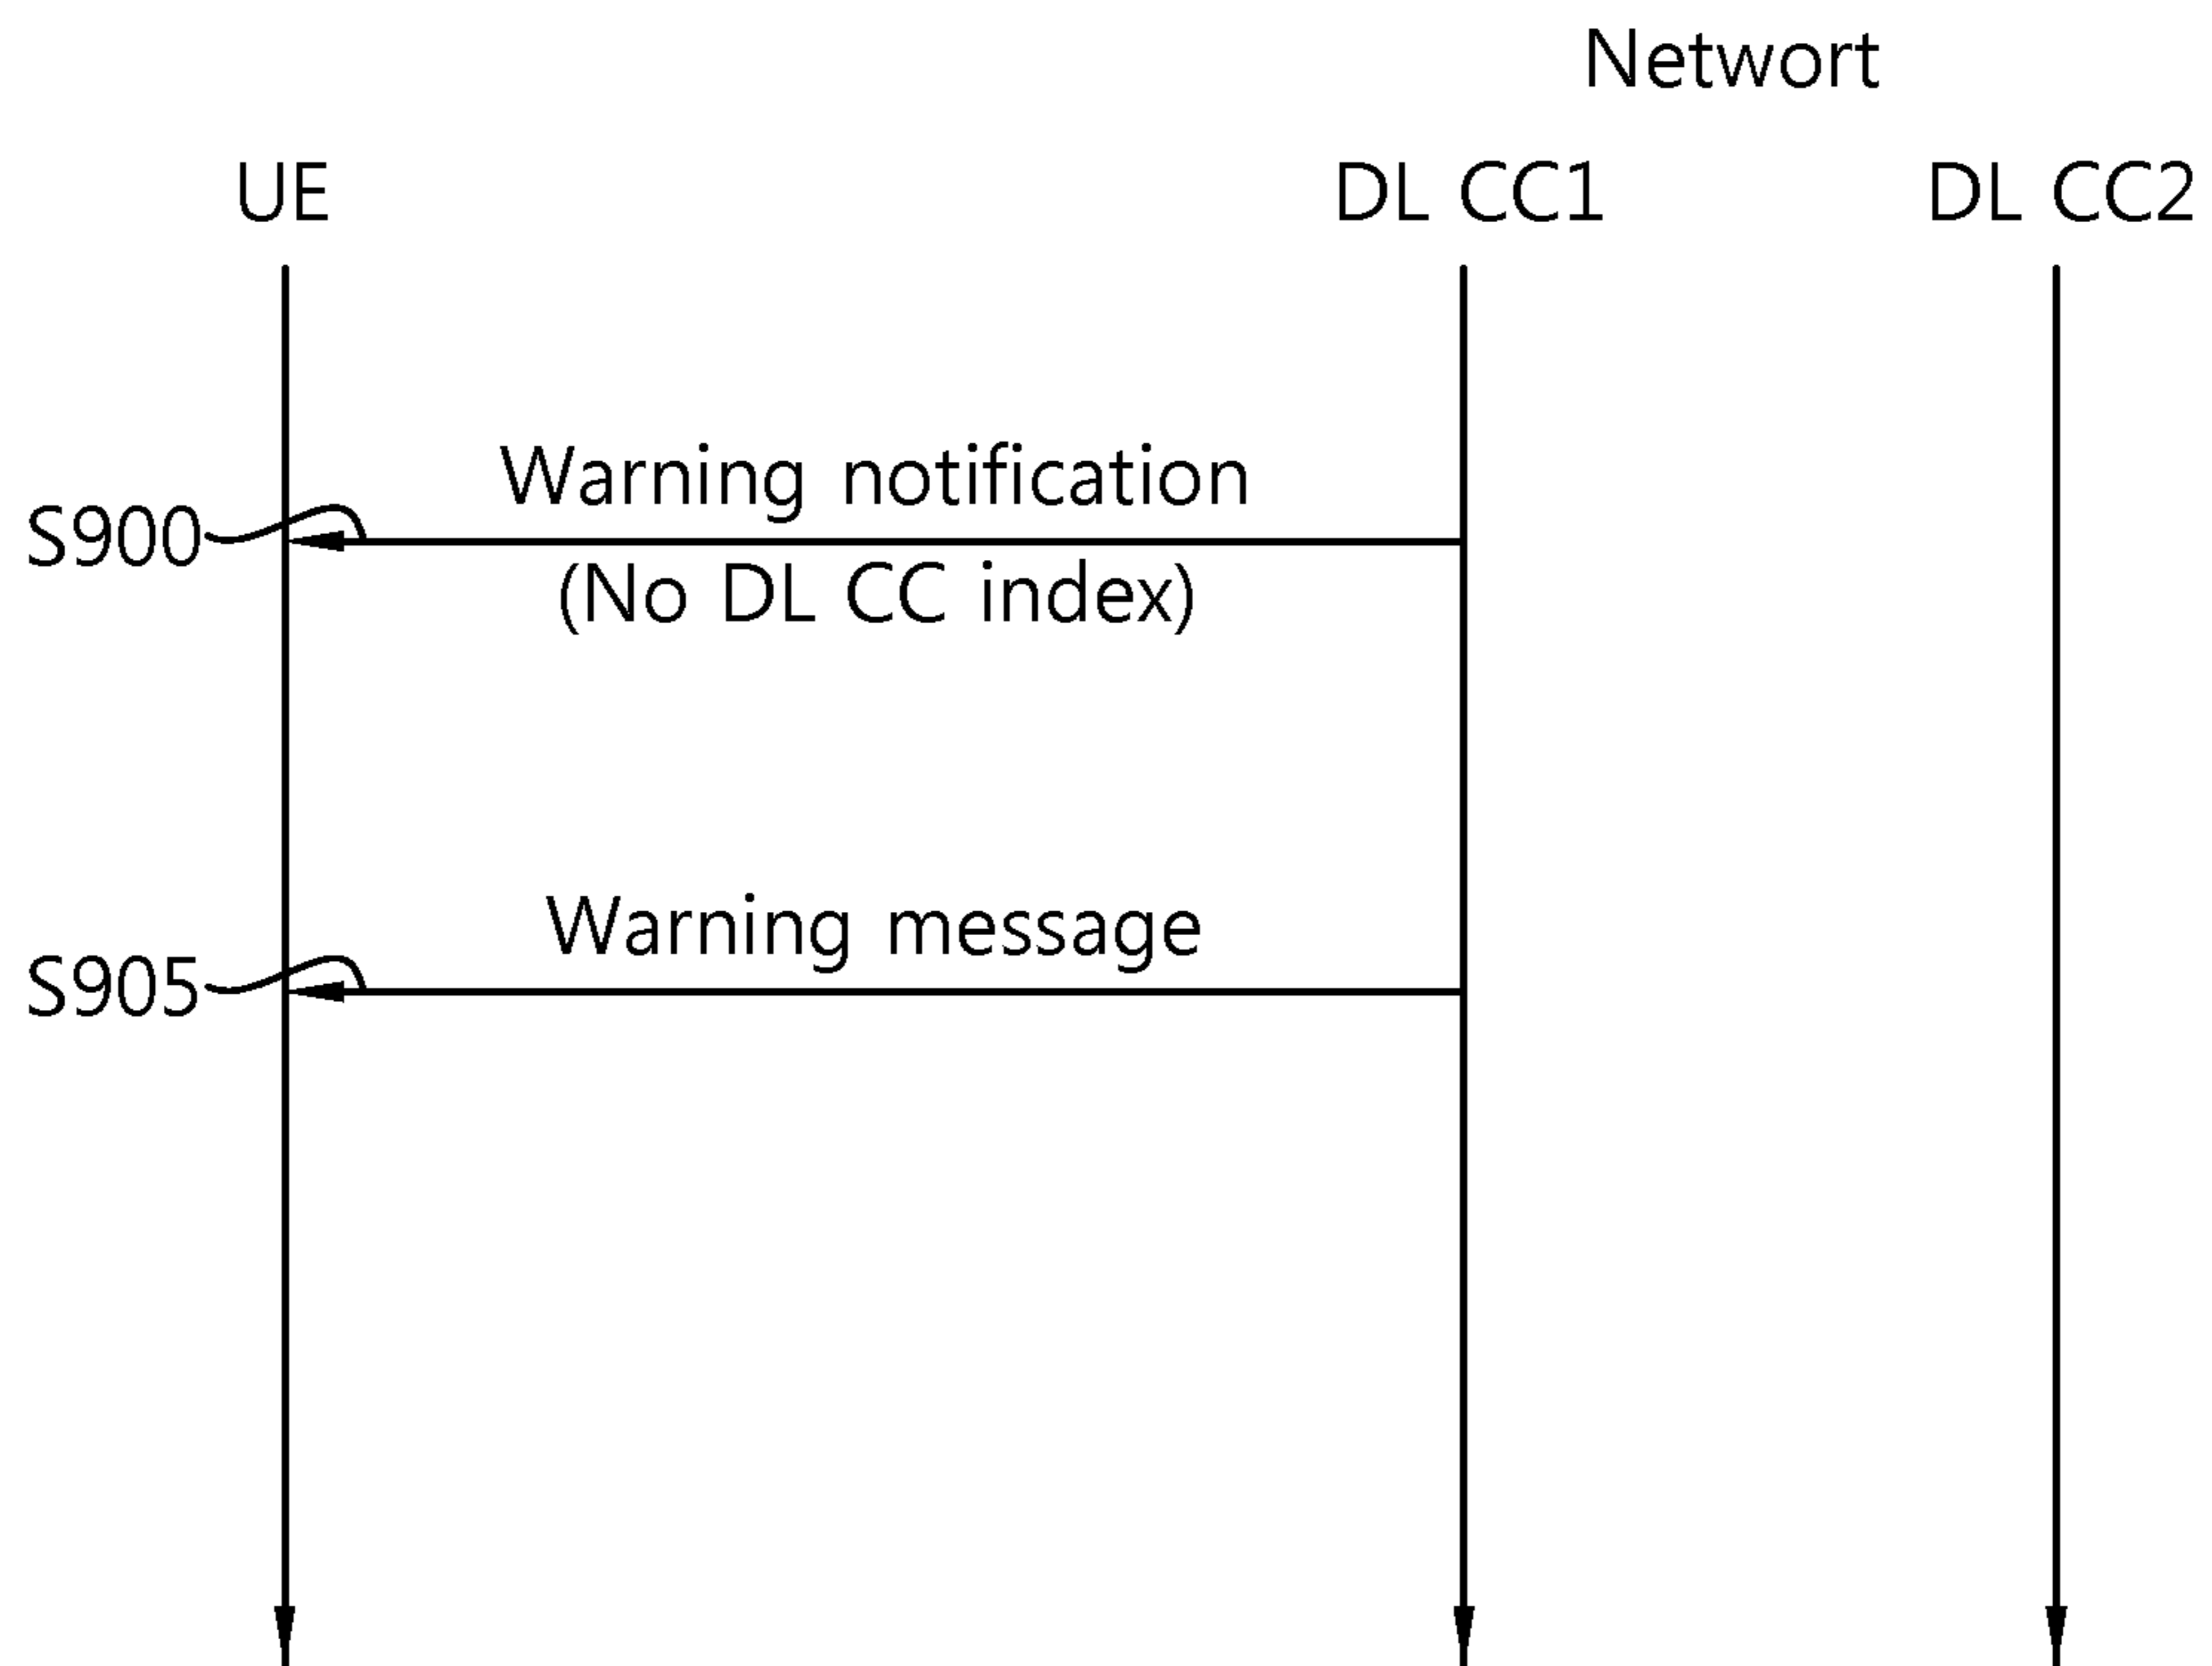 Networt
UE
DL CC1
DL CC2
Warning notification
S900
(No DL CC index)
Warning message
S905